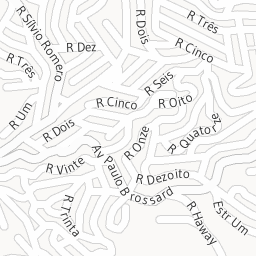 R Três
R Dois
R Sílvio Romero
R Dez
R Cinco
R Três
R Seis
R Cinco
R Oito
R Um
R Dois
R Onze
R Quatorze
R Vinte
Av Paulo Brossard
R Dezoito
R Trinta
R Haway
Estr Um